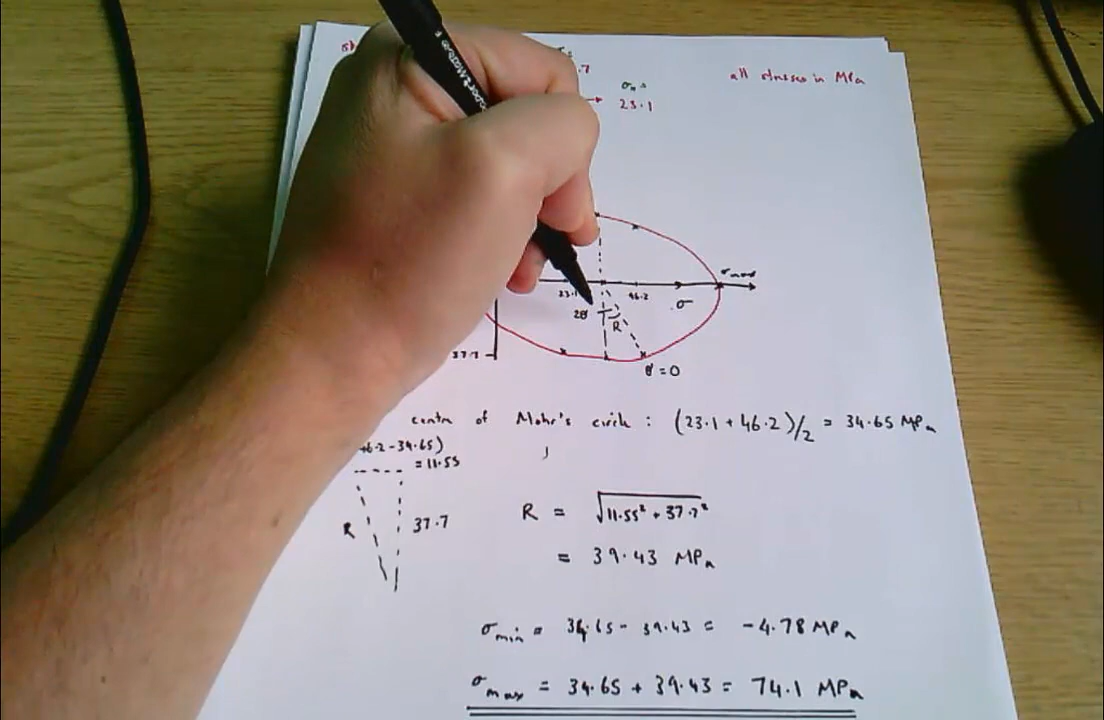 all stresses in MPa
.7
23.1
σmax
23.1
46.2
σ
2θ
R
37.7
θ = 0
centre of Mohr's circle : (23.1 + 46.2)/2 = 34.65 MPa
46.2 - 34.65)
= 11.55
R
37.7
R = √11.55² + 37.7²
= 39.43 MPa
σmin = 34.65 - 39.43 = -4.78 MPa
σmax = 34.65 + 39.43 = 74.1 MPa